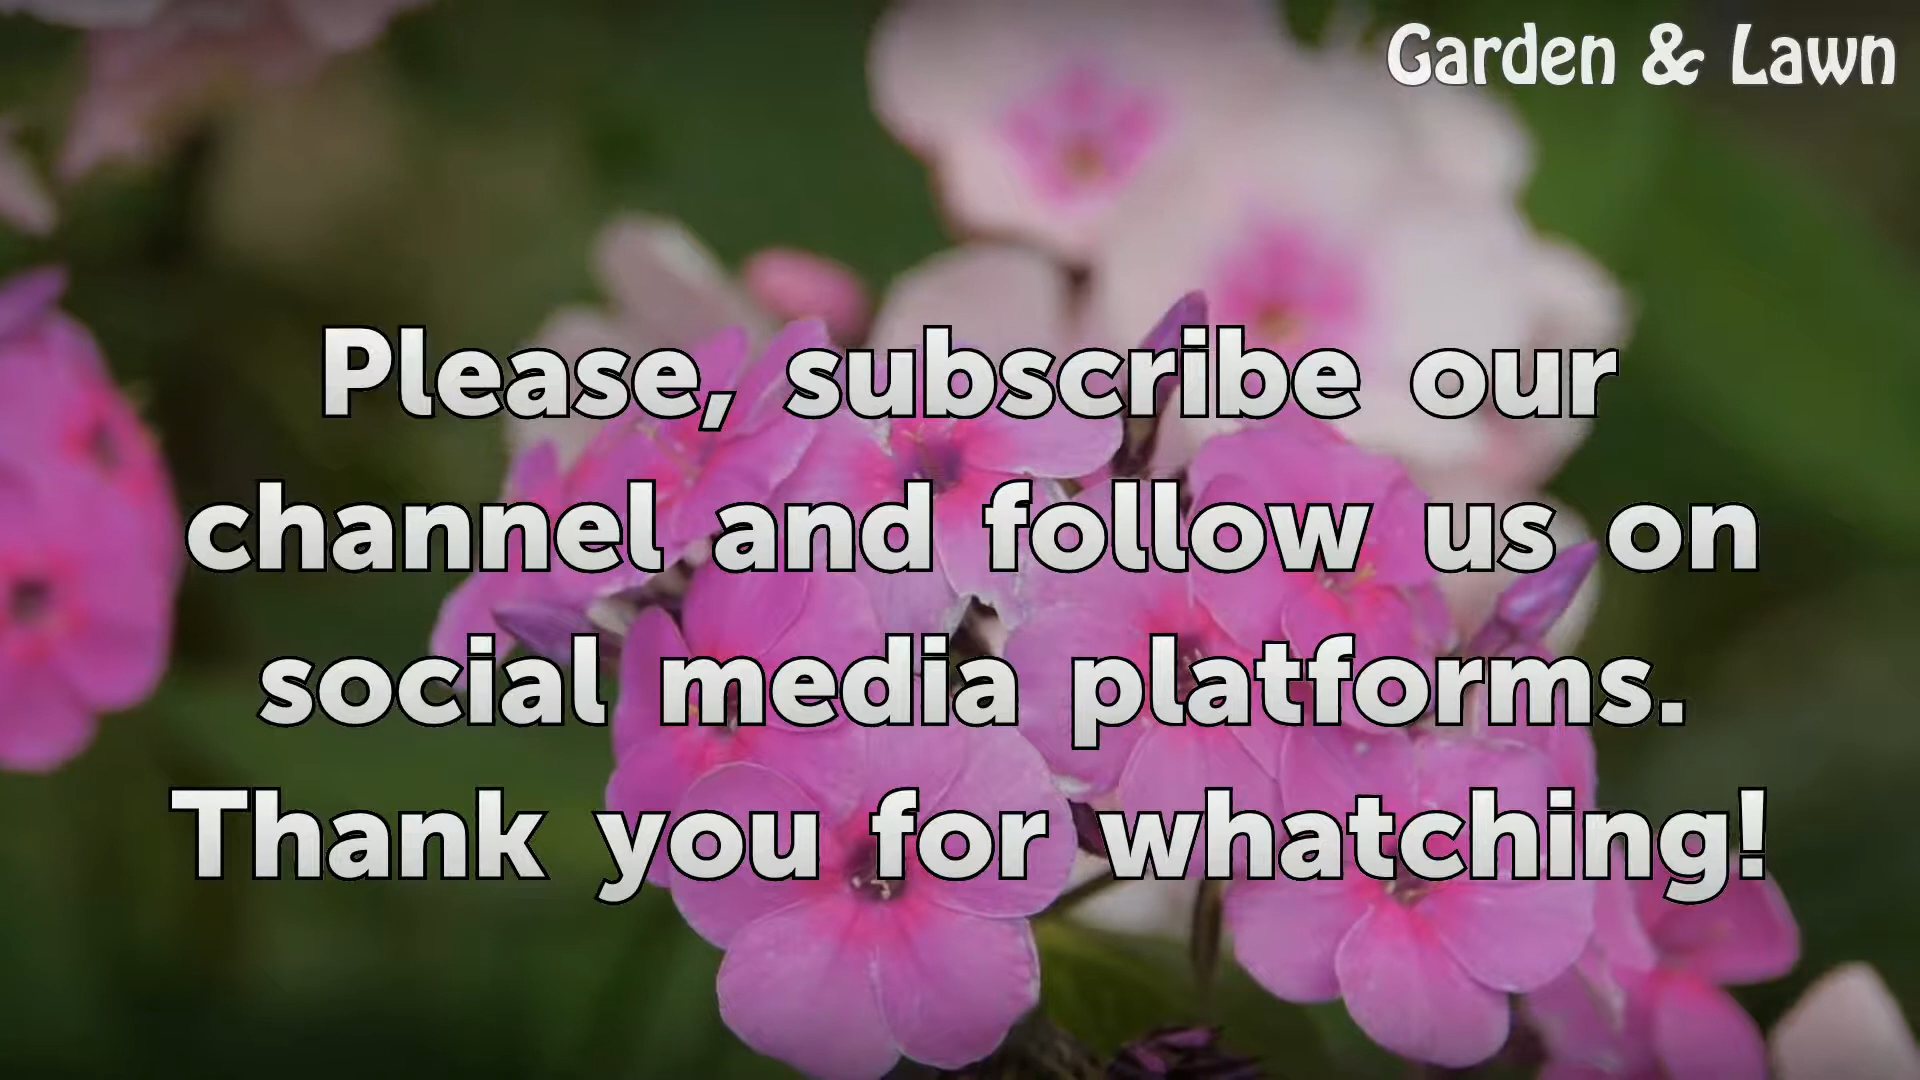 Garden & Lawn
Please, subscribe our
channel and follow us on
social media platforms.
Thank you for whatching!